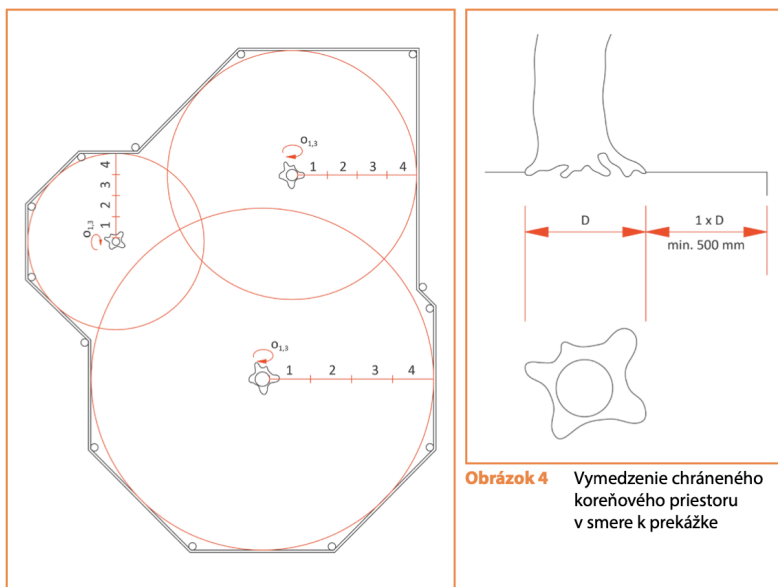 O1,3
1 2 3 4
4
3
2
1
O1,3
O1,3
1 2 3 4
D
1 x D
min. 500 mm
Obrázok 4 Vymedzenie chráneného
koreňového priestoru
v smere k prekážke